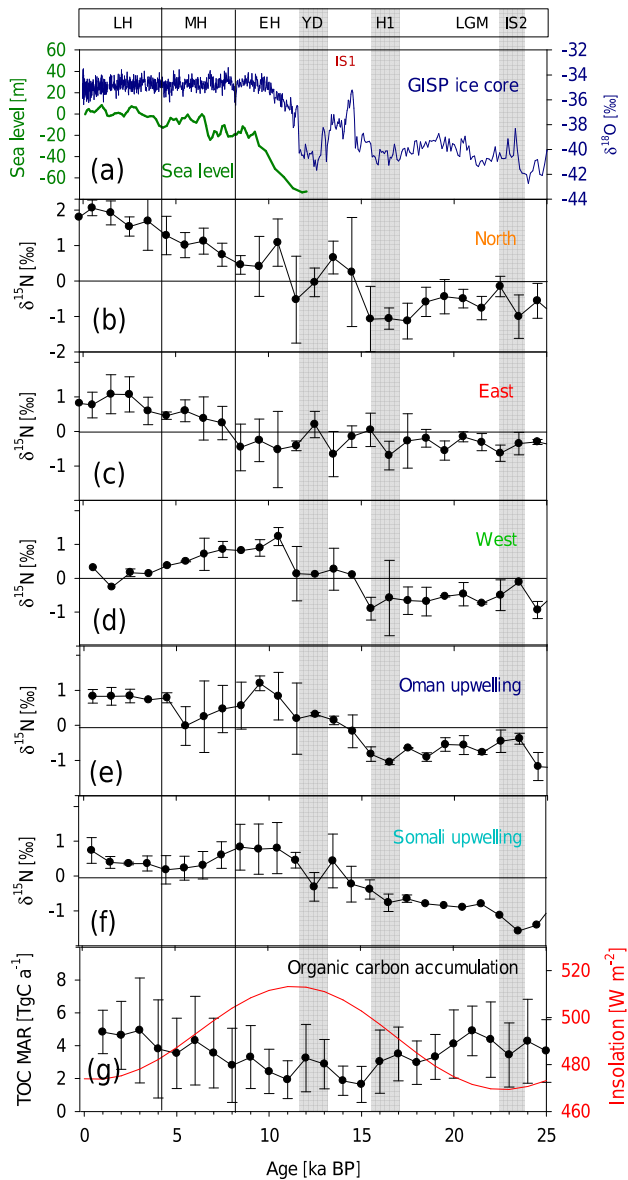 LH MH EH YD H1 LGM IS2
60
40
20
0
-20
-40
-60
Sea level [m]
IS1
GISP ice core
Sea level
(a)
-32
-34
-36
-38
-40
-42
-44
δ18O [‰]
2
1
0
-1
-2
δ15N [‰]
North
(b)
1
0
-1
δ15N [‰]
East
(c)
1
0
-1
δ15N [‰]
West
(d)
1
0
-1
δ15N [‰]
Oman upwelling
(e)
1
0
-1
δ15N [‰]
Somali upwelling
(f)
8
6
4
2
0
TOC MAR [TgC a-1]
Organic carbon accumulation
(g)
520
500
480
460
Insolation [W m-2]
0 5 10 15 20 25
Age [ka BP]